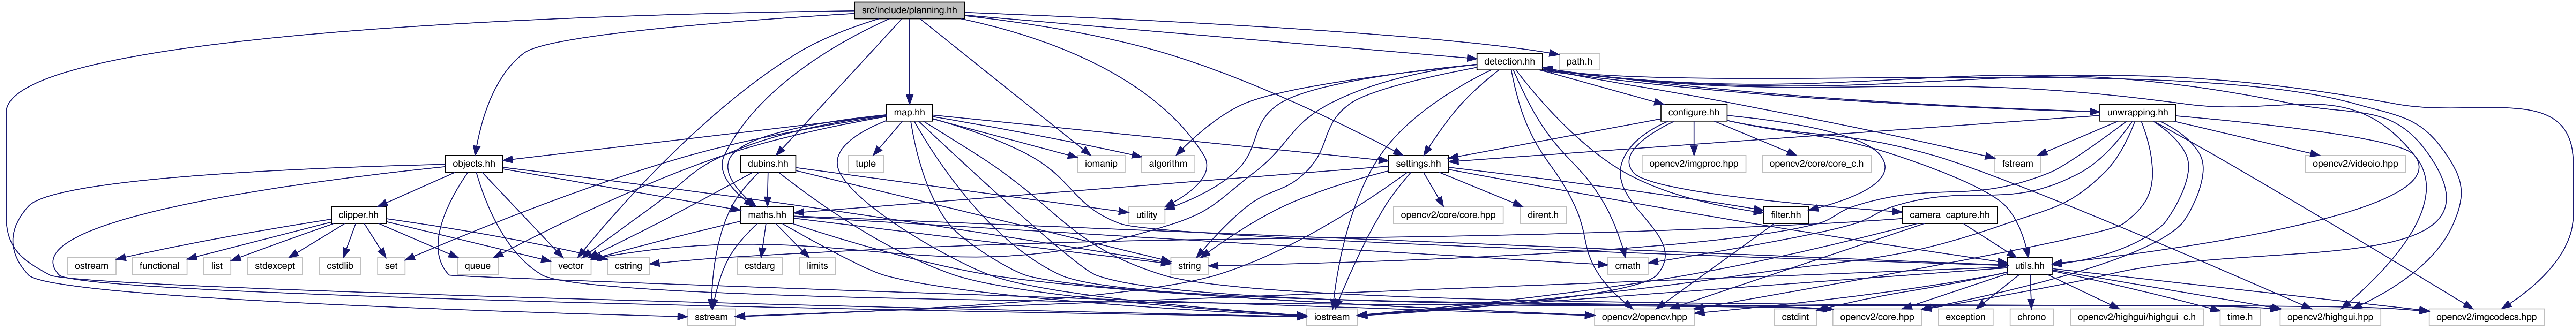 src/include/planning.hh
detection.hh
path.h
map.hh
configure.hh
unwrapping.hh
objects.hh
tuple
dubins.hh
iomanip
algorithm
settings.hh
opencv2/imgproc.hpp
opencv2/core/core_c.h
fstream
opencv2/videoio.hpp
clipper.hh
maths.hh
utility
opencv2/core/core.hpp
dirent.h
filter.hh
camera_capture.hh
ostream
functional
list
stdexcept
cstdlib
set
queue
vector
cstring
cstdarg
limits
string
cmath
utils.hh
sstream
iostream
opencv2/opencv.hpp
cstdint
opencv2/core.hpp
exception
chrono
opencv2/highgui/highgui_c.h
time.h
opencv2/highgui.hpp
opencv2/imgcodecs.hpp